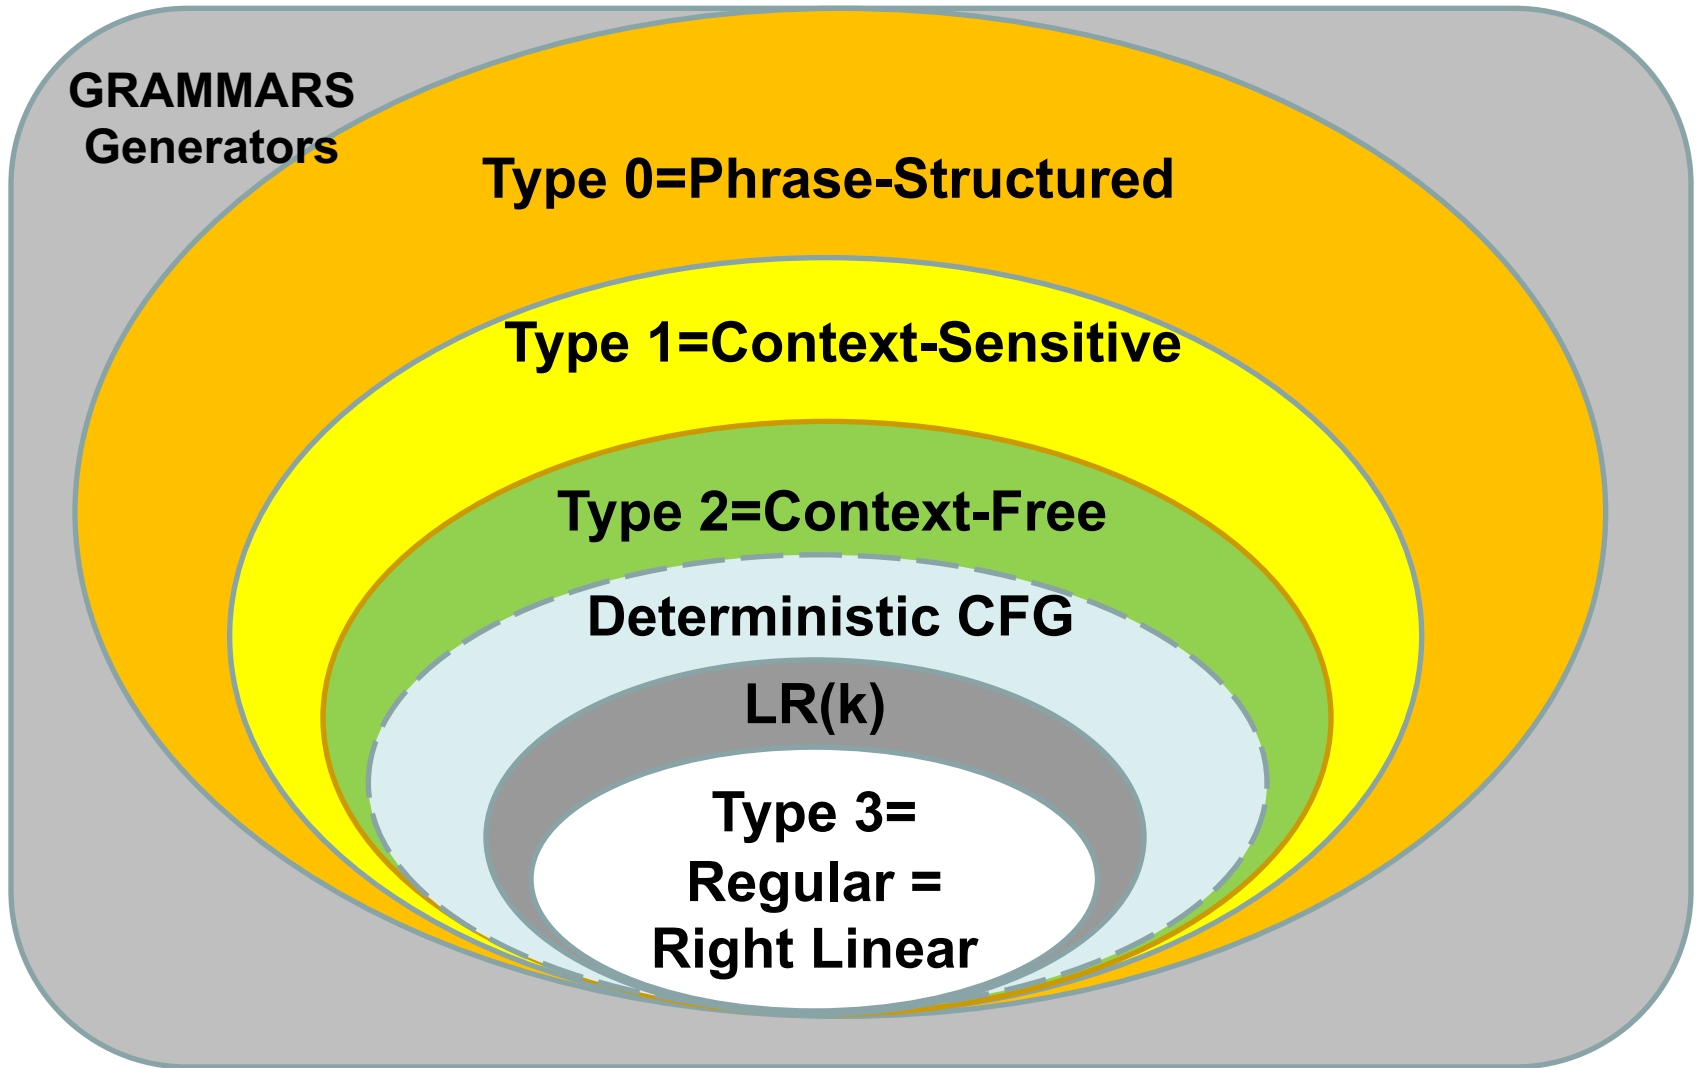 GRAMMARS
Generators
Type 0=Phrase-Structured
Type 1=Context-Sensitive
Type 2=Context-Free
Deterministic CFG
LR(k)
Type 3=
Regular =
Right Linear